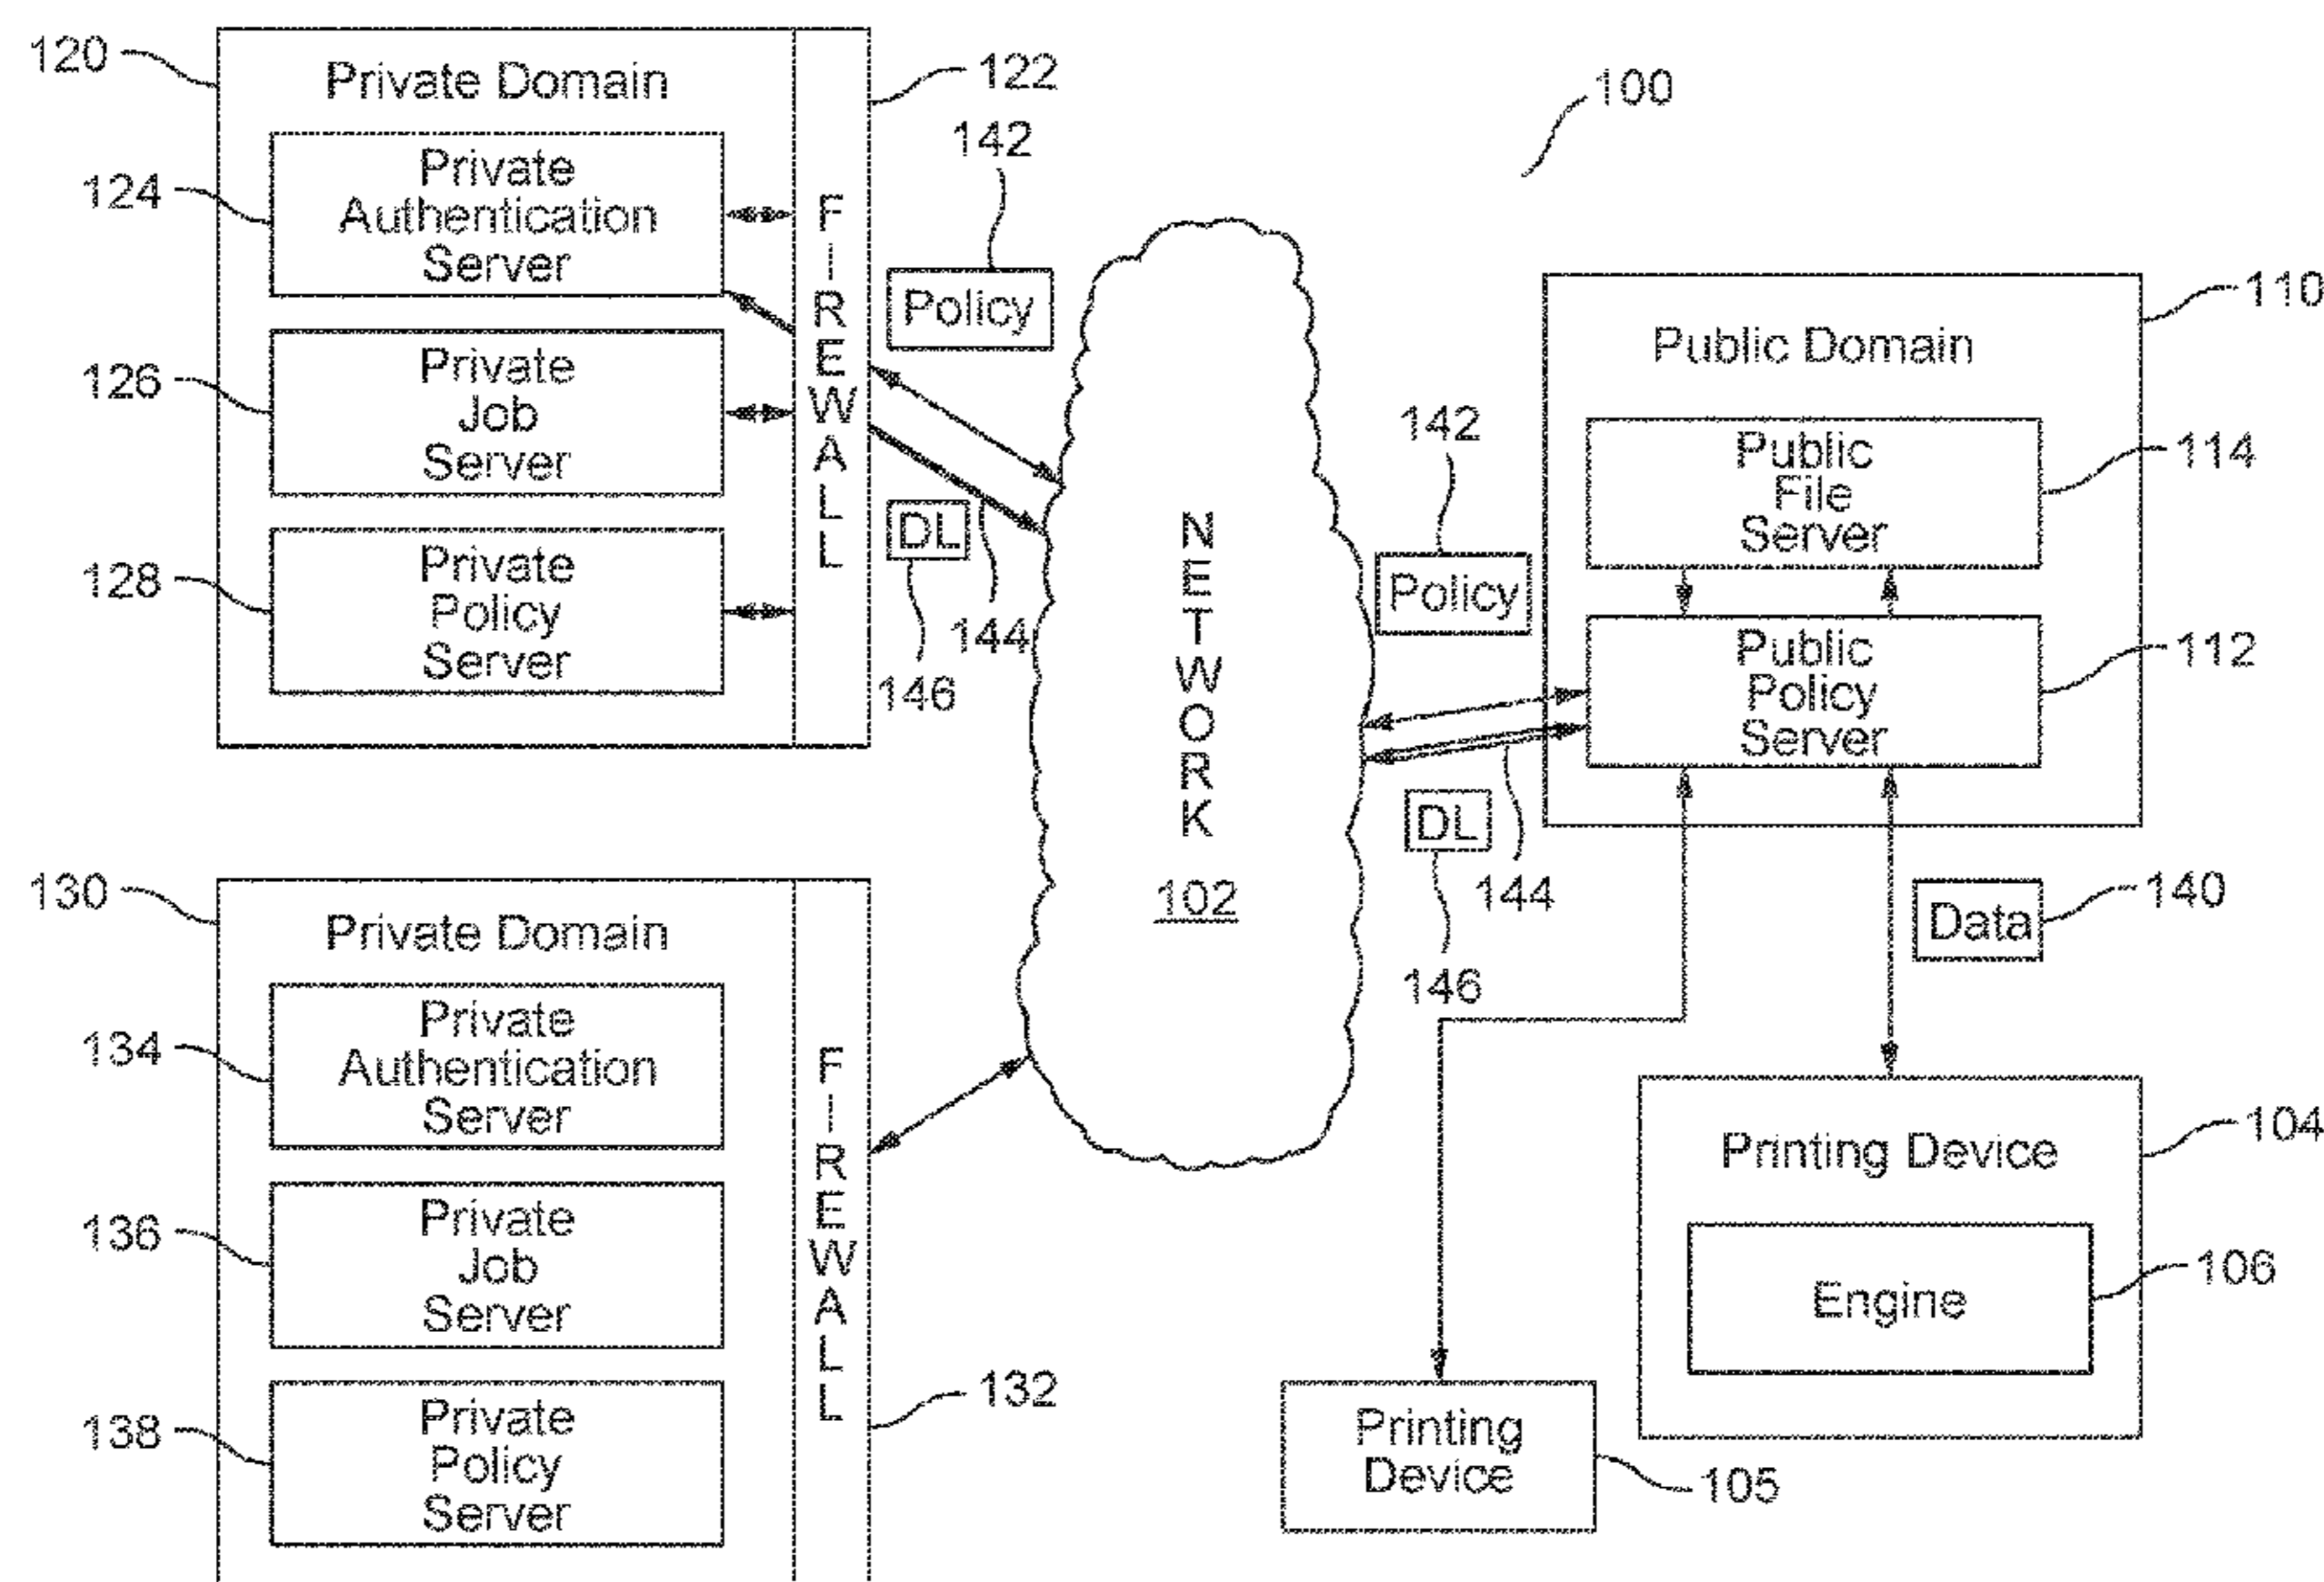 120
Private Domain
122
100
142
124
Private
Authentication
Server
F
I
R
E
W
A
L
L
Policy
110
Public Domain
126
Private
Job
Server
142
Public
File
Server
114
DL
N
E
T
W
O
R
K
102
Policy
128
Private
Policy
Server
144
146
Public
Policy
Server
112
DL
144
146
Data
140
130
Private Domain
134
Private
Authentication
Server
F
I
R
E
W
A
L
L
Printing Device
104
136
Private
Job
Server
Engine
106
132
138
Private
Policy
Server
Printing
Device
105